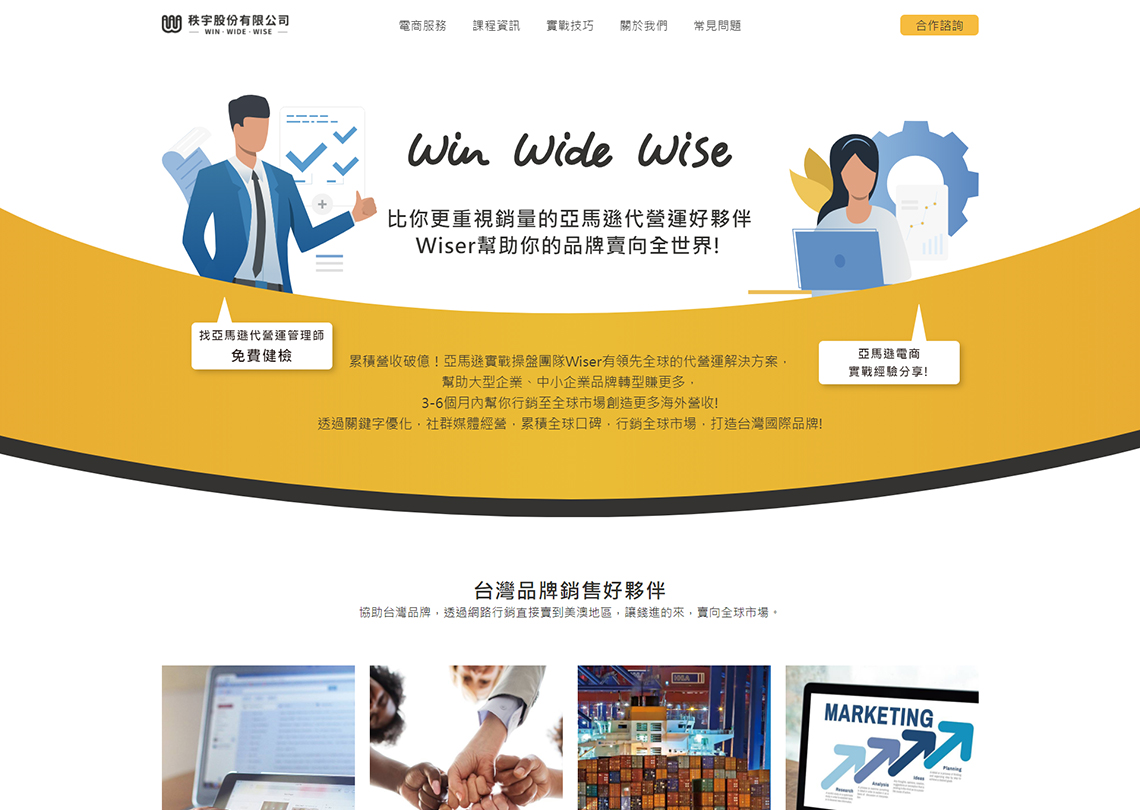 秩宇股份有限公司
WIN · WIDE · WISE
電商服務 課程資訊 實戰技巧 關於我們 常見問題
合作諮詢
Win Wide Wise
比你更重視銷量的亞馬遜代營運好夥伴
Wiser幫助你的品牌賣向全世界!
找亞馬遜代營運管理師
免費健檢
亞馬遜電商
實戰經驗分享!
累積營收破億！亞馬遜實戰操盤團隊Wiser有領先全球的代營運解決方案，
幫助大型企業、中小企業品牌轉型賺更多，
3-6個月內幫你行銷至全球市場創造更多海外營收!
透過關鍵字優化，社群媒體經營，累積全球口碑，行銷全球市場，打造台灣國際品牌!
台灣品牌銷售好夥伴
協助台灣品牌，透過網路行銷直接賣到美澳地區，讓錢進的來，賣向全球市場。
MARKETING
Planning
Ideas
Analysis
Research